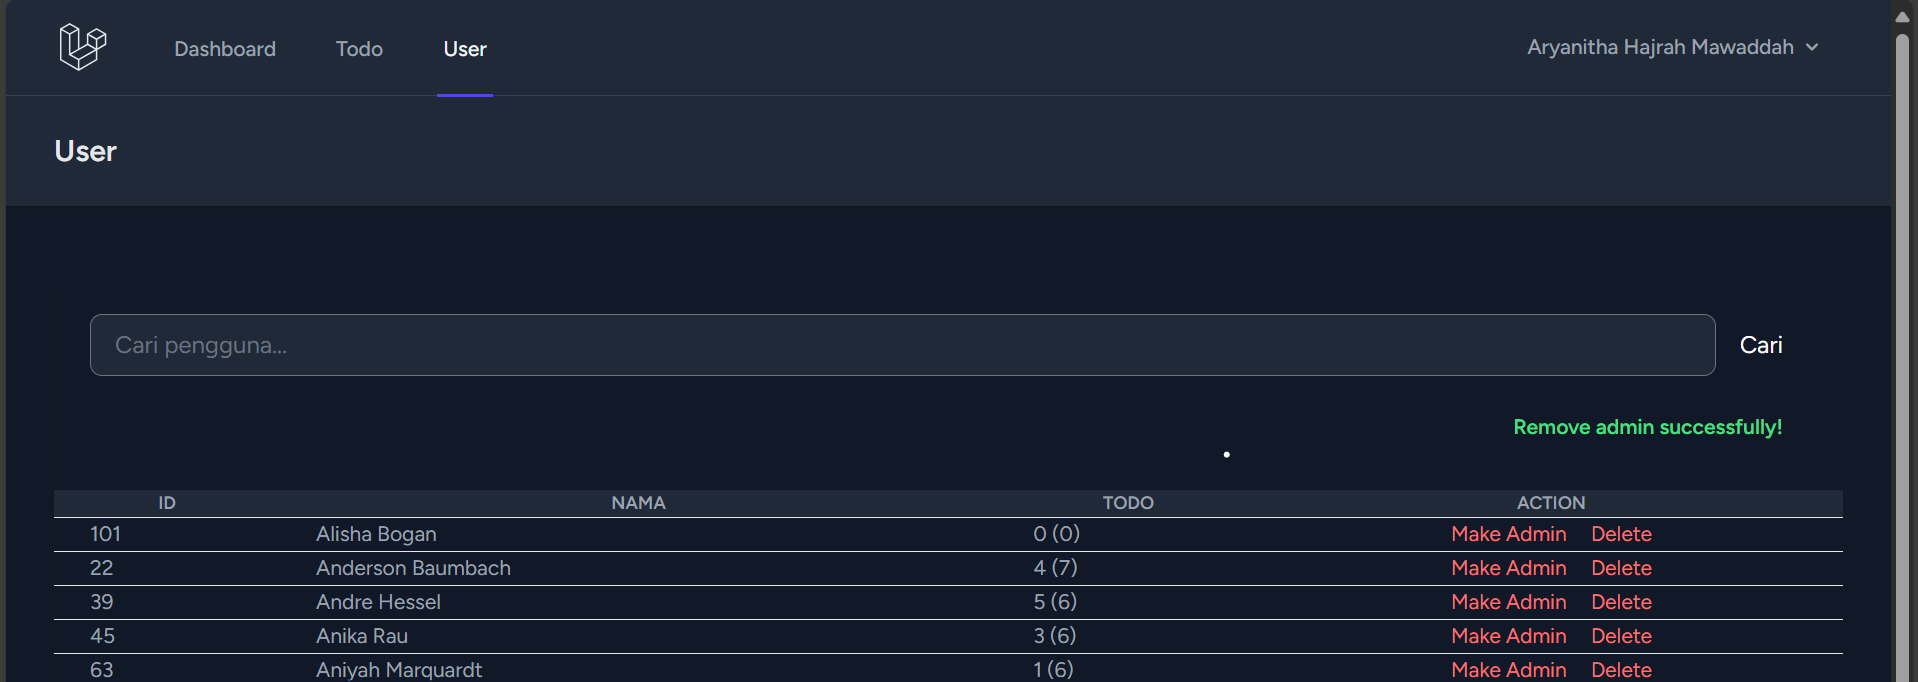 Dashboard Todo User Aryanitha Hajrah Mawaddah
User
Cari pengguna... Cari
Remove admin successfully!
ID NAMA TODO ACTION
101 Alisha Bogan 0 (0) Make Admin Delete
22 Anderson Baumbach 4 (7) Make Admin Delete
39 Andre Hessel 5 (6) Make Admin Delete
45 Anika Rau 3 (6) Make Admin Delete
63 Aniyah Marquardt 1 (6) Make Admin Delete